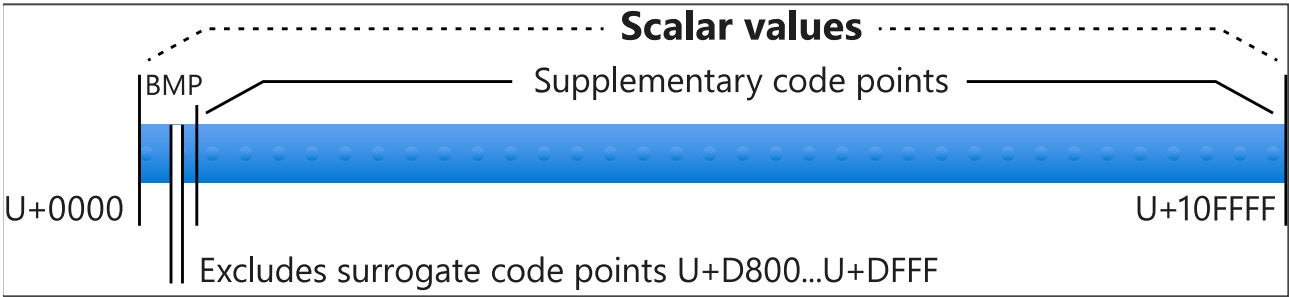 Scalar values
BMP
Supplementary code points
U+0000
U+10FFFF
Excludes surrogate code points U+D800...U+DFFF